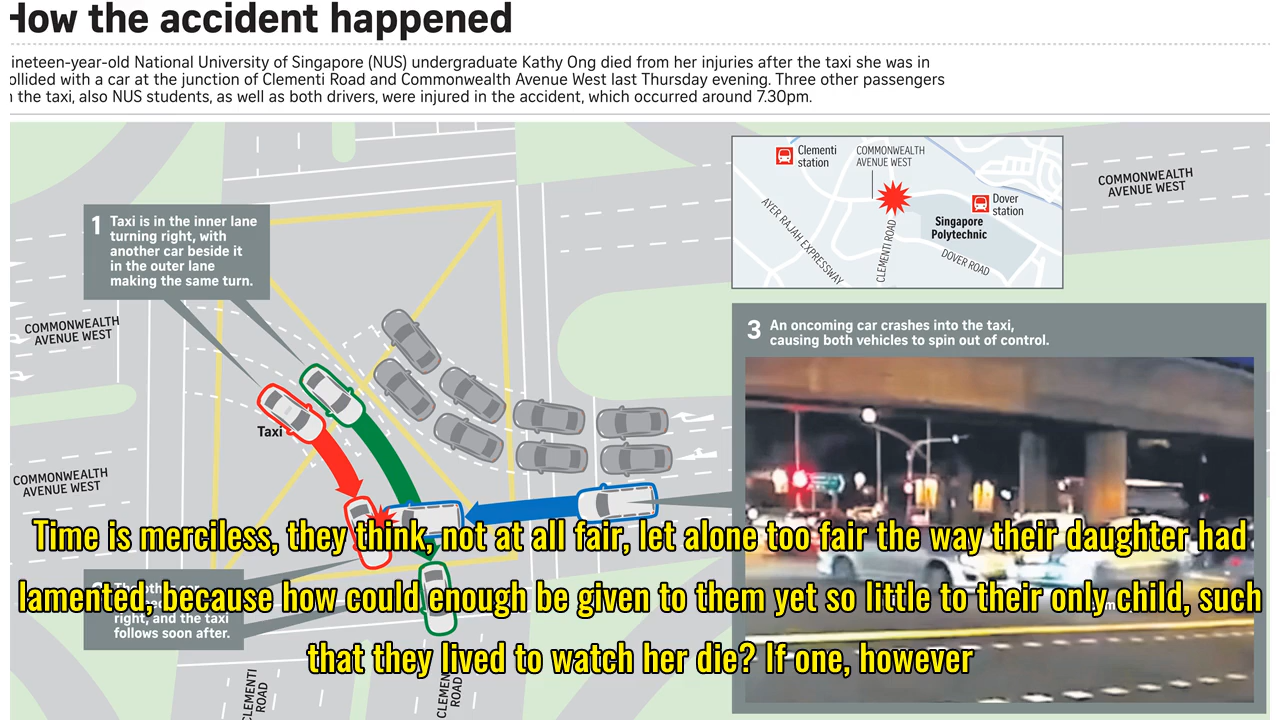 How the accident happened
ineteen-year-old National University of Singapore (NUS) undergraduate Kathy Ong died from her injuries after the taxi she was in
ollided with a car at the junction of Clementi Road and Commonwealth Avenue West last Thursday evening. Three other passengers
n the taxi, also NUS students, as well as both drivers, were injured in the accident, which occurred around 7.30pm.
Clementi
station
COMMONWEALTH
AVENUE WEST
Dover
station
Singapore
Polytechnic
AYER RAJAH EXPRESSWAY
CLEMENTI ROAD
DOVER ROAD
COMMONWEALTH
AVENUE WEST
1 Taxi is in the inner lane
turning right, with
another car beside it
in the outer lane
making the same turn.
COMMONWEALTH
AVENUE WEST
3 An oncoming car crashes into the taxi,
causing both vehicles to spin out of control.
Taxi
COMMONWEALTH
AVENUE WEST
Time is merciless, they think, not at all fair, let alone too fair the way their daughter had
lamented, because how could enough be given to them yet so little to their only child, such
that they lived to watch her die? If one, however
right, and the taxi
follows soon after.
CLEMENTI
ROAD
CLEMENTI
ROAD